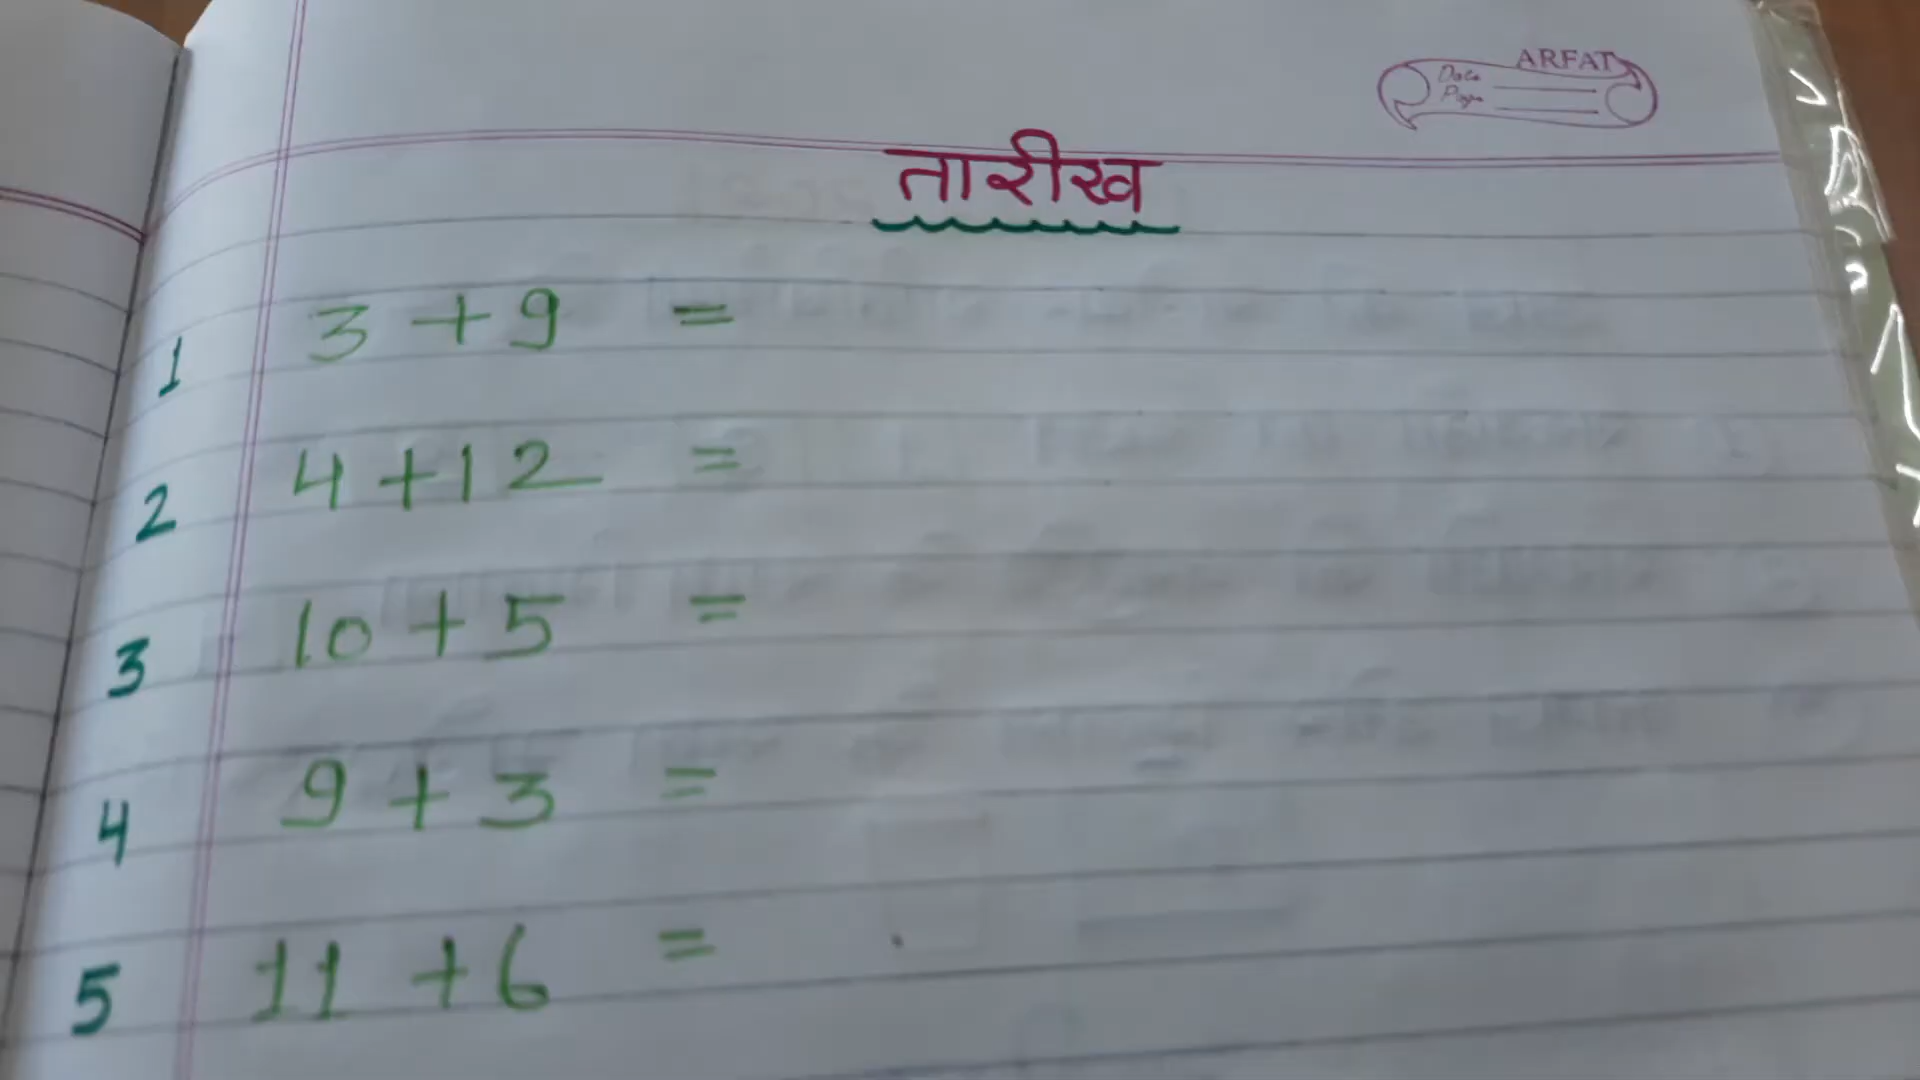 ARFAT
Date
Page
तारीख
1 3 + 9 =
2 4 + 12 =
3 10 + 5 =
4 9 + 3 =
5 11 + 6 =